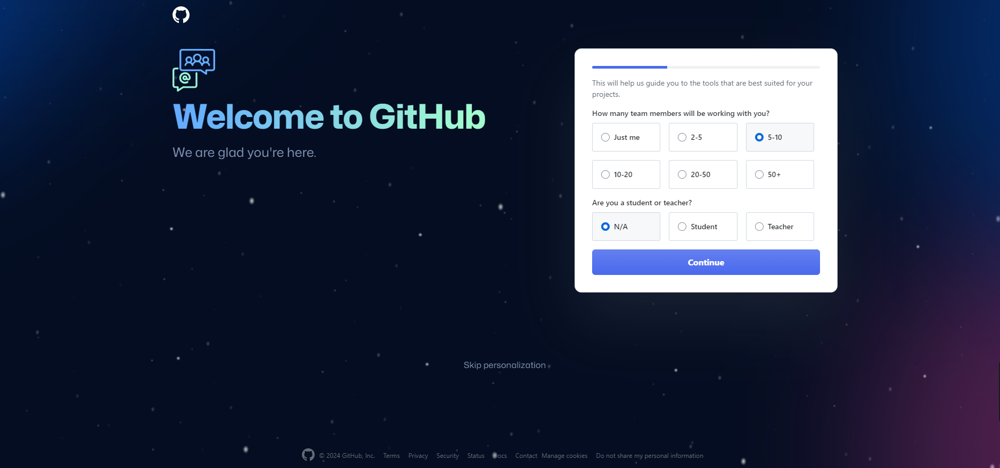 Welcome to GitHub
We are glad you're here.
This will help us guide you to the tools that are best suited for your
projects.
How many team members will be working with you?
Just me
2-5
5-10
10-20
20-50
50+
Are you a student or teacher?
N/A
Student
Teacher
Continue
Skip personalization
© 2024 GitHub, Inc. Terms Privacy Security Status Docs Contact Manage cookies Do not share my personal information